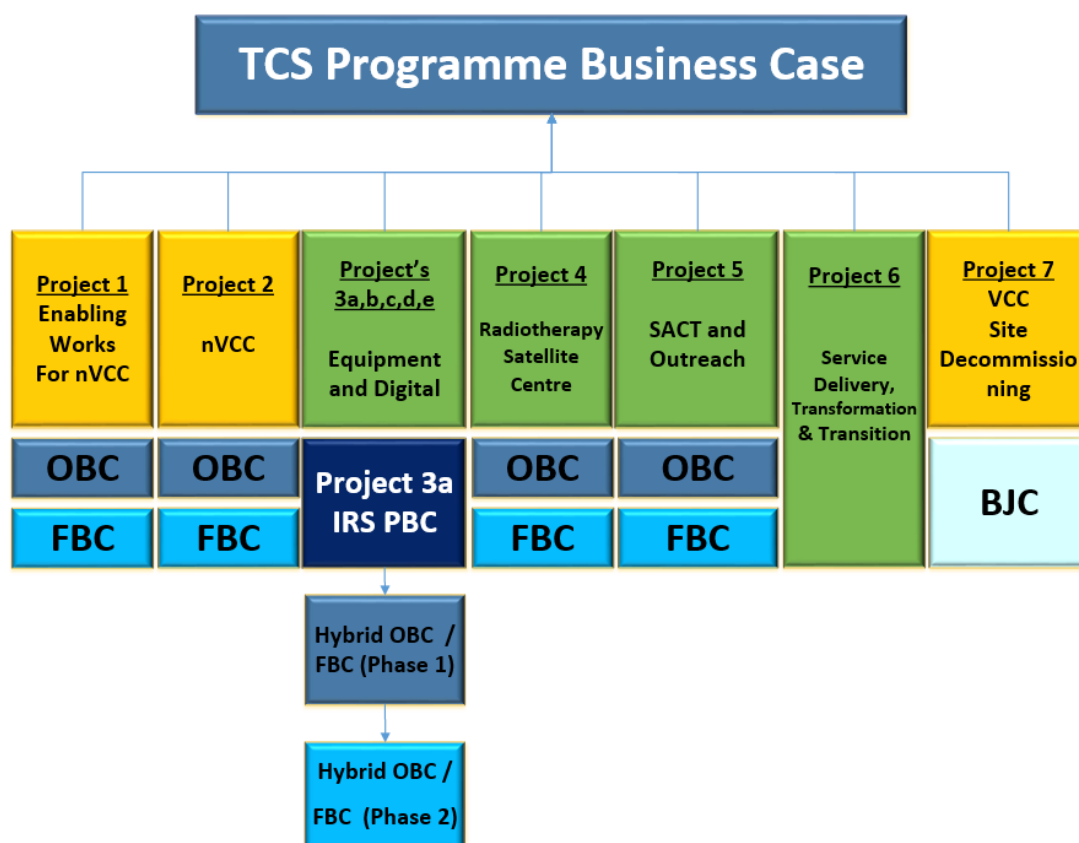 TCS Programme Business Case
Project 1
Enabling
Works
For nVCC
Project 2
nVCC
Project's
3a,b,c,d,e
Equipment
and Digital
Project 4
Radiotherapy
Satellite
Centre
Project 5
SACT and
Outreach
Project 6
Service
Delivery,
Transformation
& Transition
Project 7
VCC
Site
Decommissio
ning
OBC
FBC
OBC
FBC
Project 3a
IRS PBC
OBC
FBC
OBC
FBC
BJC
Hybrid OBC /
FBC (Phase 1)
Hybrid OBC /
FBC (Phase 2)